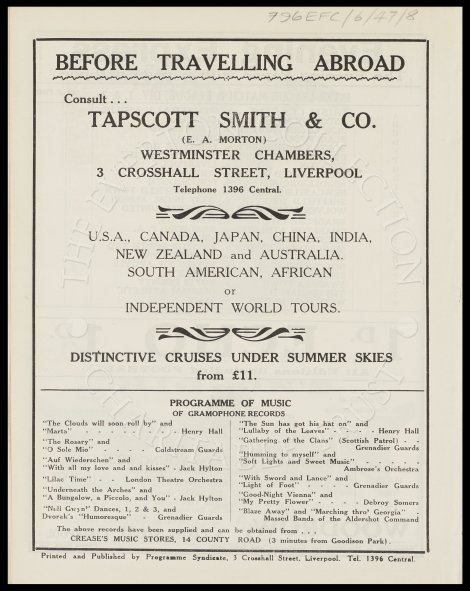 796EFC/6/47/8
BEFORE TRAVELLING ABROAD
Consult . . .
TAPSCOTT SMITH & CO.
(E. A. MORTON)
WESTMINSTER CHAMBERS,
3 CROSSHALL STREET, LIVERPOOL
Telephone 1396 Central.
U.S.A., CANADA, JAPAN, CHINA, INDIA,
NEW ZEALAND and AUSTRALIA.
SOUTH AMERICAN, AFRICAN
or
INDEPENDENT WORLD TOURS.
DISTINCTIVE CRUISES UNDER SUMMER SKIES
from £11.
PROGRAMME OF MUSIC
OF GRAMOPHONE RECORDS
"The Clouds will soon roll by" and
"Marta" - - - - - - Henry Hall
"The Rosary" and
"O Sole Mio" - - - Coldstream Guards
"Auf Wiederschen" and
"With all my love and and kisses" - Jack Hylton
"Lilac Time" - - London Theatre Orchestra
"Underneath the Arches" and
"A Bungalow, a Piccolo, and You" - Jack Hylton
"Nell Gwyn" Dances, 1, 2 & 3, and
Dvorck's "Humoresque" - - Grenadier Guards
"The Sun has got his hat on" and
"Lullaby of the Leaves" - - - - Henry Hall
"Gathering of the Clans" (Scottish Patrol) - -
Grenadier Guards
"Humming to myself" and
"Soft Lights and Sweet Music" - - - - -
Ambrose's Orchestra
"With Sword and Lance" and
"Light of Foot" - - - - Grenadier Guards
"Good-Night Vienna" and
"My Pretty Flower" - - - Debroy Somers
"Blaze Away" and "Marching thro' Georgia" -
Massed Bands of the Aldershot Command
The above records have been supplied and can be obtained from . . .
CREASE'S MUSIC STORES, 14 COUNTY ROAD (3 minutes from Goodison Park).
Printed and Published by Programme Syndicate, 3 Crosshall Street, Liverpool. Tel. 1396 Central.